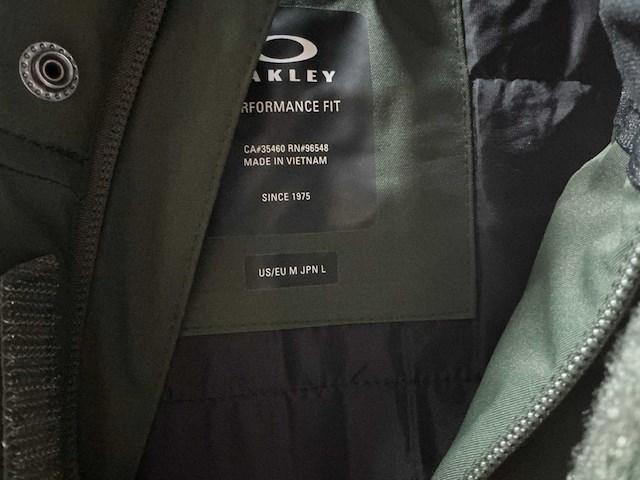 AKLEY
RFORMANCE FIT
CA#35460 RN#96548
MADE IN VIETNAM
SINCE 1975
US/EU M JPN L